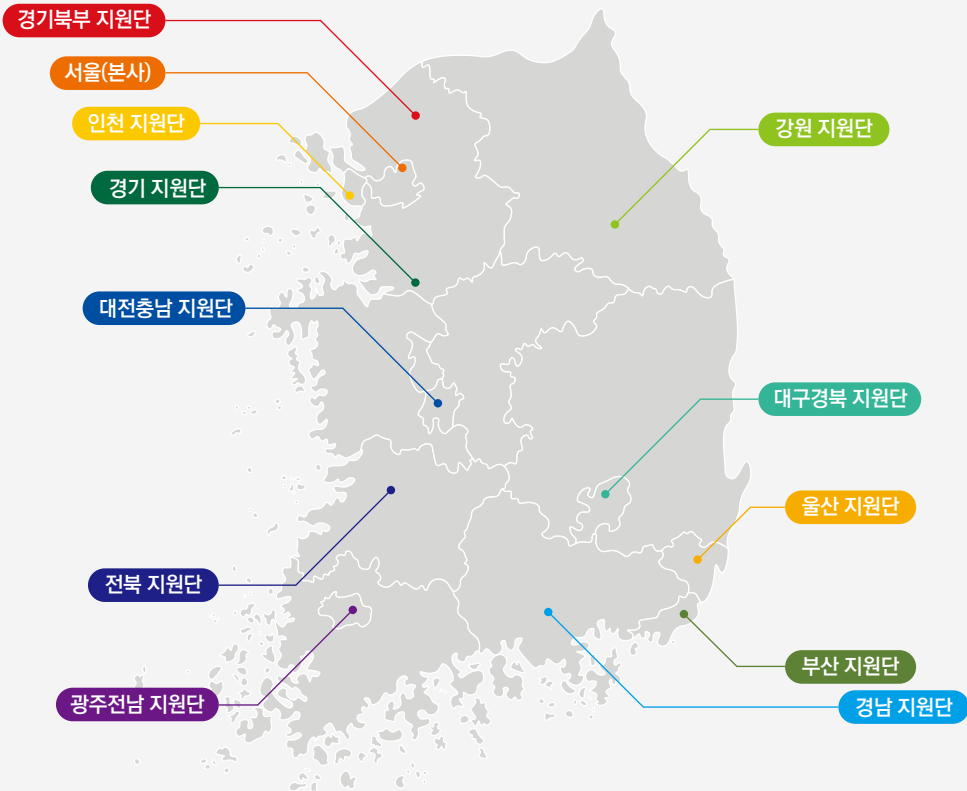 경기북부 지원단
서울(본사)
인천 지원단
경기 지원단
대전충남 지원단
전북 지원단
광주전남 지원단
강원 지원단
대구경북 지원단
울산 지원단
부산 지원단
경남 지원단